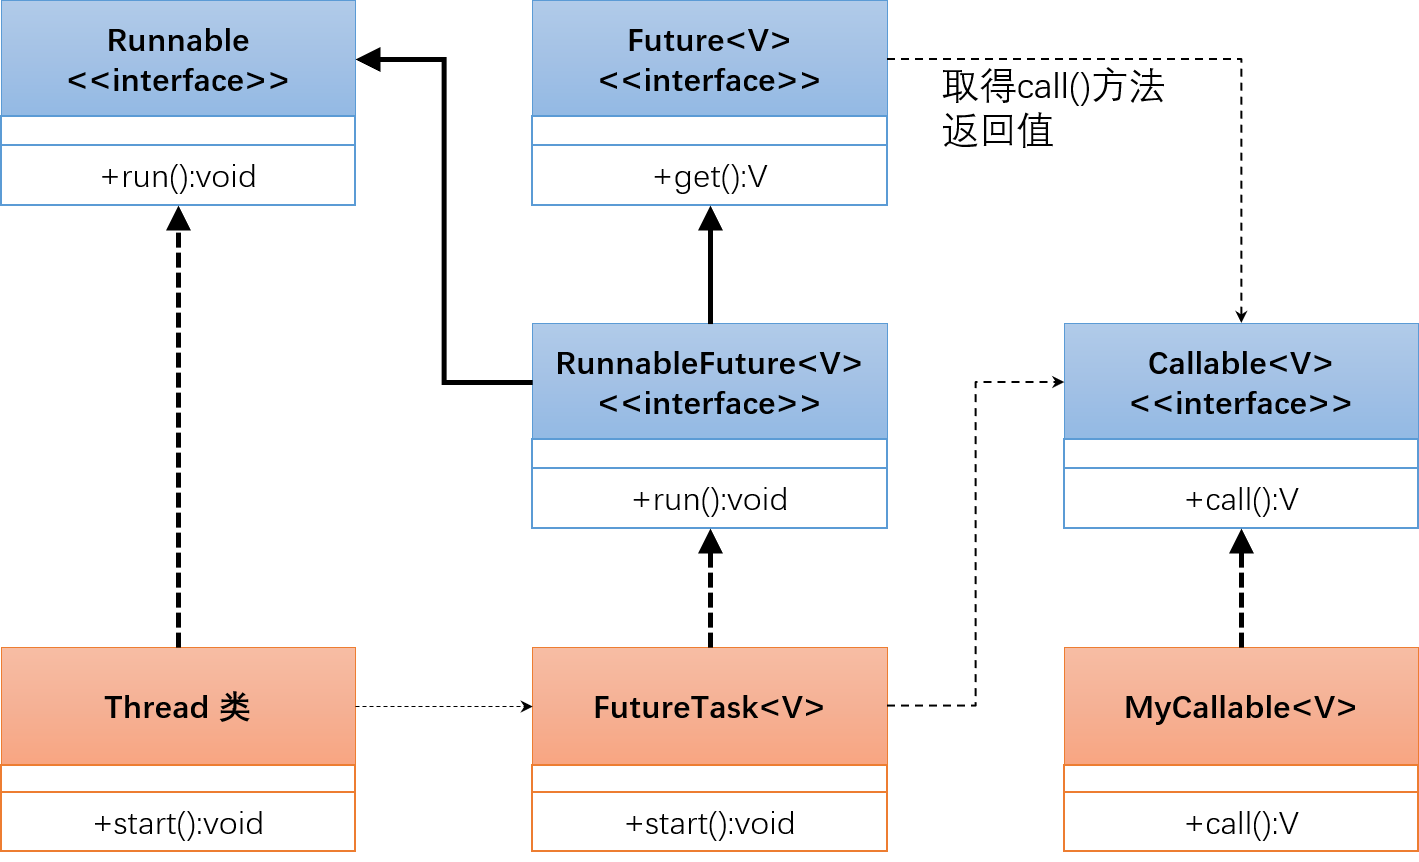 Runnable
<<interface>>
+run():void
Future<V>
<<interface>>
+get():V
取得call()方法
返回值
RunnableFuture<V>
<<interface>>
+run():void
Callable<V>
<<interface>>
+call():V
Thread 类
+start():void
FutureTask<V>
+start():void
MyCallable<V>
+call():V